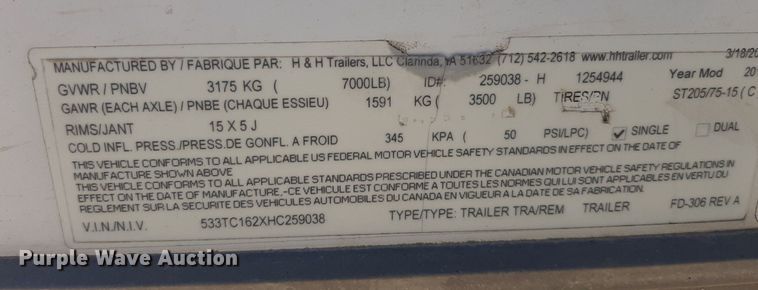 MANUFACTURED BY / FABRIQUE PAR: H & H Trailers, LLC Clarinda, IA 51632 (712) 542-2618 www.hhtrailer.com 3/18/20
GVWR / PNBV 3175 KG ( 7000LB) ID#: 259038 - H 1254944 Year Mod 201
GAWR (EACH AXLE) / PNBE (CHAQUE ESSIEU) 1591 KG ( 3500 LB) TIRES/PN ST205/75-15 ( C
RIMS/JANT 15 X 5 J
COLD INFL. PRESS./PRESS.DE GONFL. A FROID 345 KPA ( 50 PSI/LPC) SINGLE DUAL
THIS VEHICLE CONFORMS TO ALL APPLICABLE US FEDERAL MOTOR VEHICLE SAFETY STANDARDS IN EFFECT ON THE DATE OF
MANUFACTURE SHOWN ABOVE
THIS VEHICLE CONFORMS TO ALL APPLICABLE STANDARDS PRESCRIBED UNDER THE CANADIAN MOTOR VEHICLE SAFETY REGULATIONS IN
EFFECT ON THE DATE OF MANUFACTURE,-CE VEHICULE EST CONFORME A TOUTES LES NORMES QUI LUI SONT APPLICABLES EN VERTU DU
REGLEMENT SUR LA SECURITE DES VEHICULES AUTOMOBILES DU CANADA EN VIGUEUR A LA DATE DE SA FABRICATION.
V.I.N./N.I.V. 533TC162XHC259038 TYPE/TYPE: TRAILER TRA/REM TRAILER FD-306 REV A
Purple Wave Auction